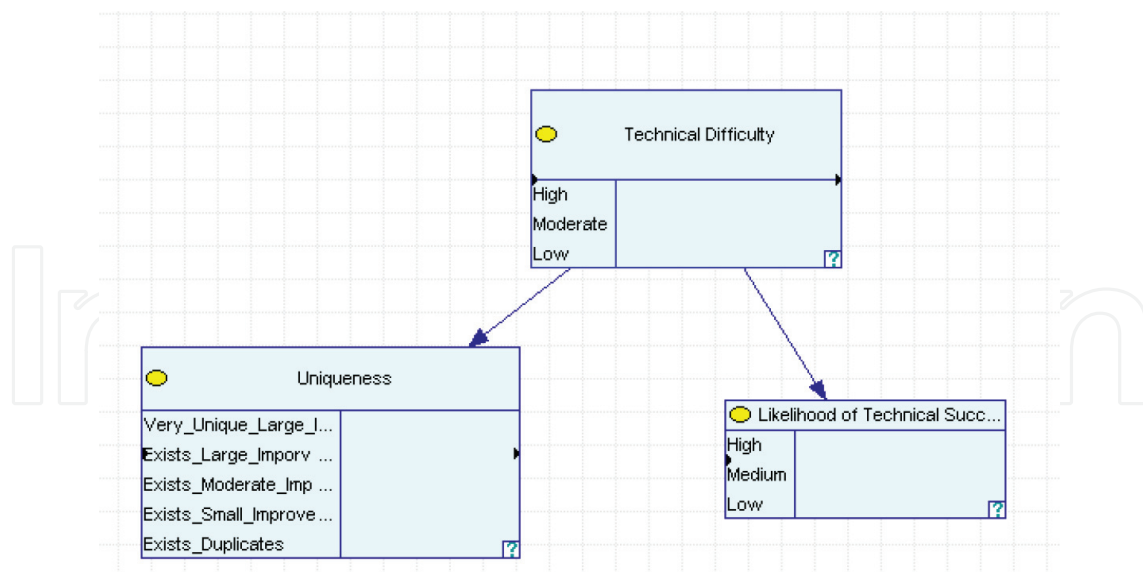 Technical Difficulty
High
Moderate
Low
?
Uniqueness
Very_Unique_Large_I...
Exists_Large_Imporv ...
Exists_Moderate_Imp ...
Exists_Small_Improve...
Exists_Duplicates
?
Likelihood of Technical Succ...
High
Medium
Low
?